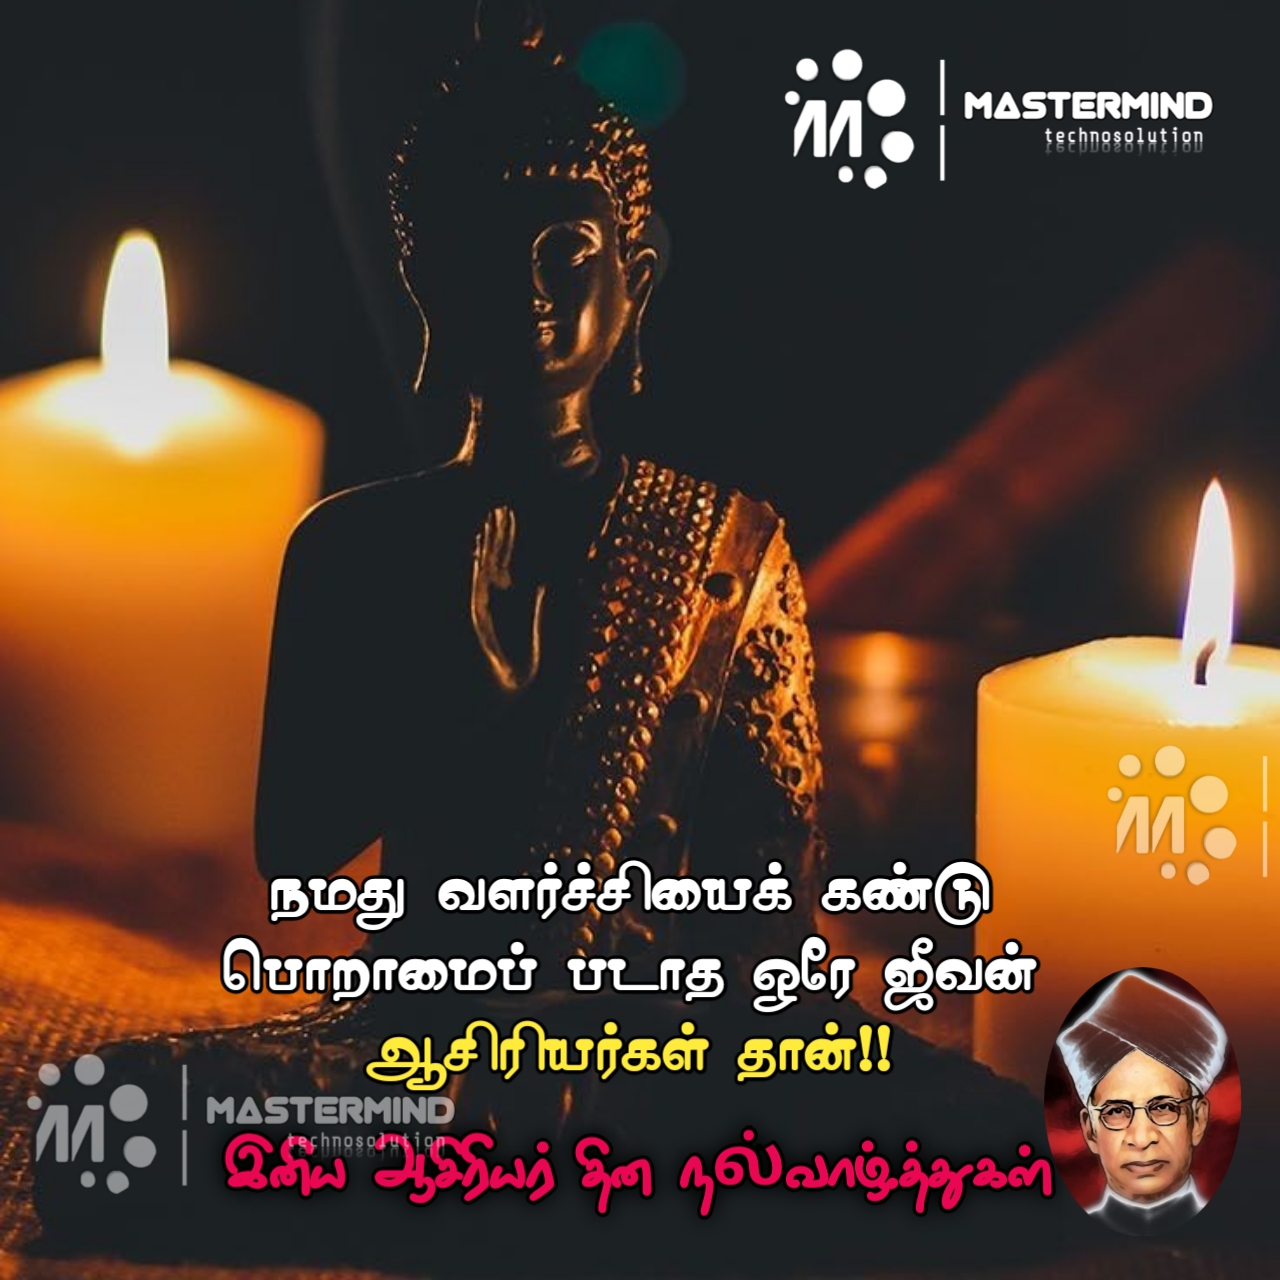 MASTERMIND
technosolution
நமது வளர்ச்சியைக் கண்டு
பொறாமைப் படாத ஒரே ஜீவன்
ஆசிரியர்கள் தான்!!
MASTERMIND
technosolution
இனிய ஆசிரியர் தின நல்வாழ்த்துகள்